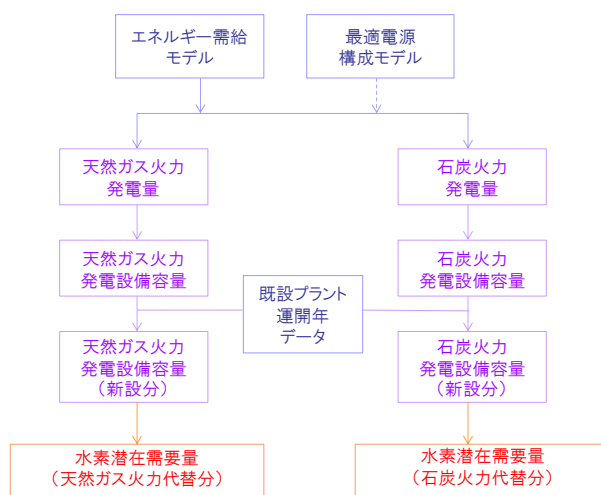 エネルギー需給
モデル
最適電源
構成モデル
天然ガス火力
発電量
石炭火力
発電量
天然ガス火力
発電設備容量
石炭火力
発電設備容量
既設プラント
運開年
データ
天然ガス火力
発電設備容量
（新設分）
石炭火力
発電設備容量
（新設分）
水素潜在需要量
（天然ガス火力代替分）
水素潜在需要量
（石炭火力代替分）